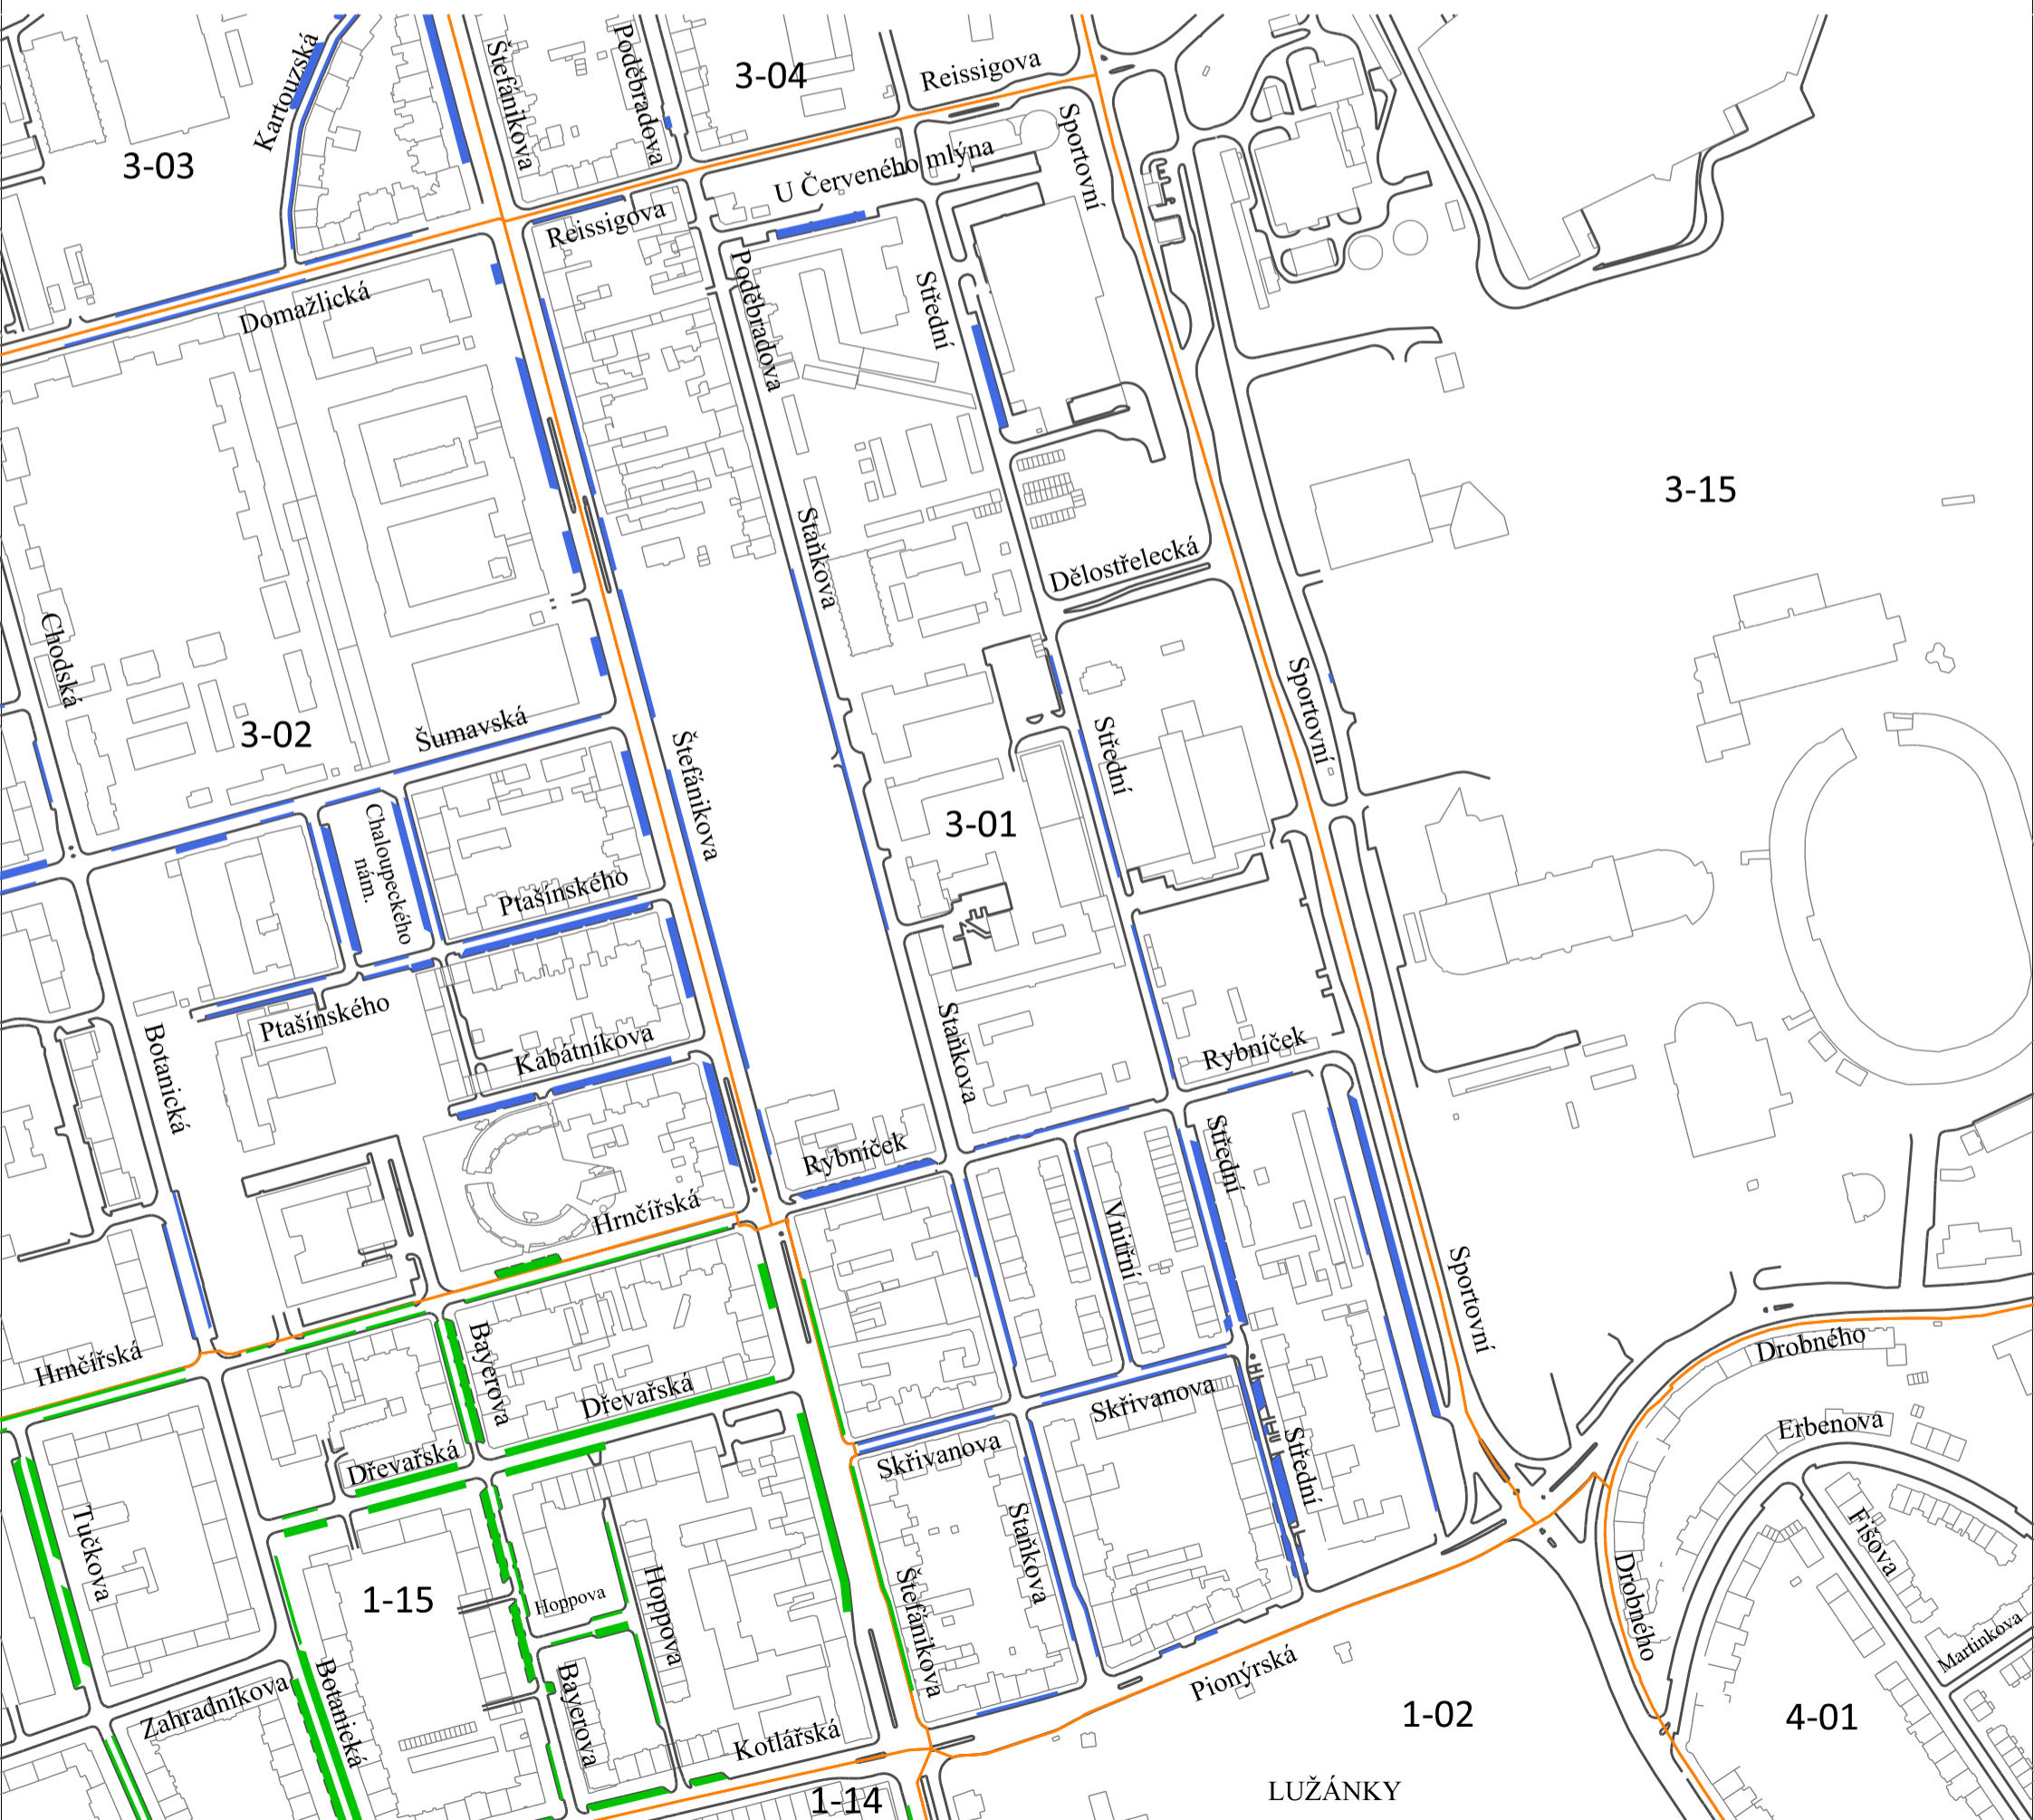 Kartouzská
Štefánikova
Poděbradova
3-04
Reissigova
Sportovní
3-03
U Červeného mlýna
Reissigova
Domažlická
Poděbradova
Střední
3-15
Staňkova
Dělostřelecká
Chodská
3-02
Šumavská
Štefánikova
Sportovní
Střední
3-01
Chaloupeckého
nám.
Ptašínského
Ptašínského
Botanická
Kabátníkova
Staňkova
Rybníček
Rybníček
Střední
Hrnčířská
Vnitřní
Sportovní
Hrnčířská
Bayerova
Dřevařská
Drobného
Skřivanova
Erbenova
Dřevařská
Skřivanova
Střední
Tučkova
Staňkova
Fišova
1-15
Hoppova
Hoppova
Štefánikova
Drobného
Martinkova
Zahradníkova
Botanická
Bayerova
Pionýrská
Kotlářská
1-02
4-01
1-14
LUŽÁNKY